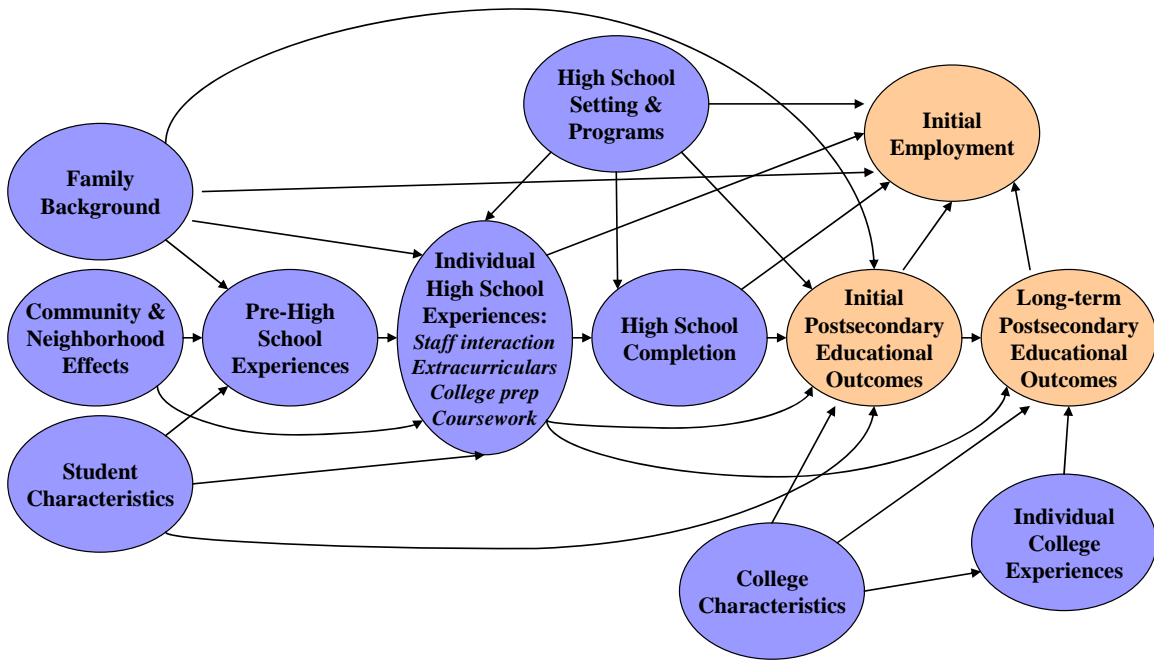 High School
Setting &
Programs
Initial
Employment
Family
Background
Individual
High School
Experiences:
Staff interaction
Extracurriculars
College prep
Coursework
Community &
Neighborhood
Effects
Pre-High
School
Experiences
High School
Completion
Initial
Postsecondary
Educational
Outcomes
Long-term
Postsecondary
Educational
Outcomes
Student
Characteristics
Individual
College
Experiences
College
Characteristics